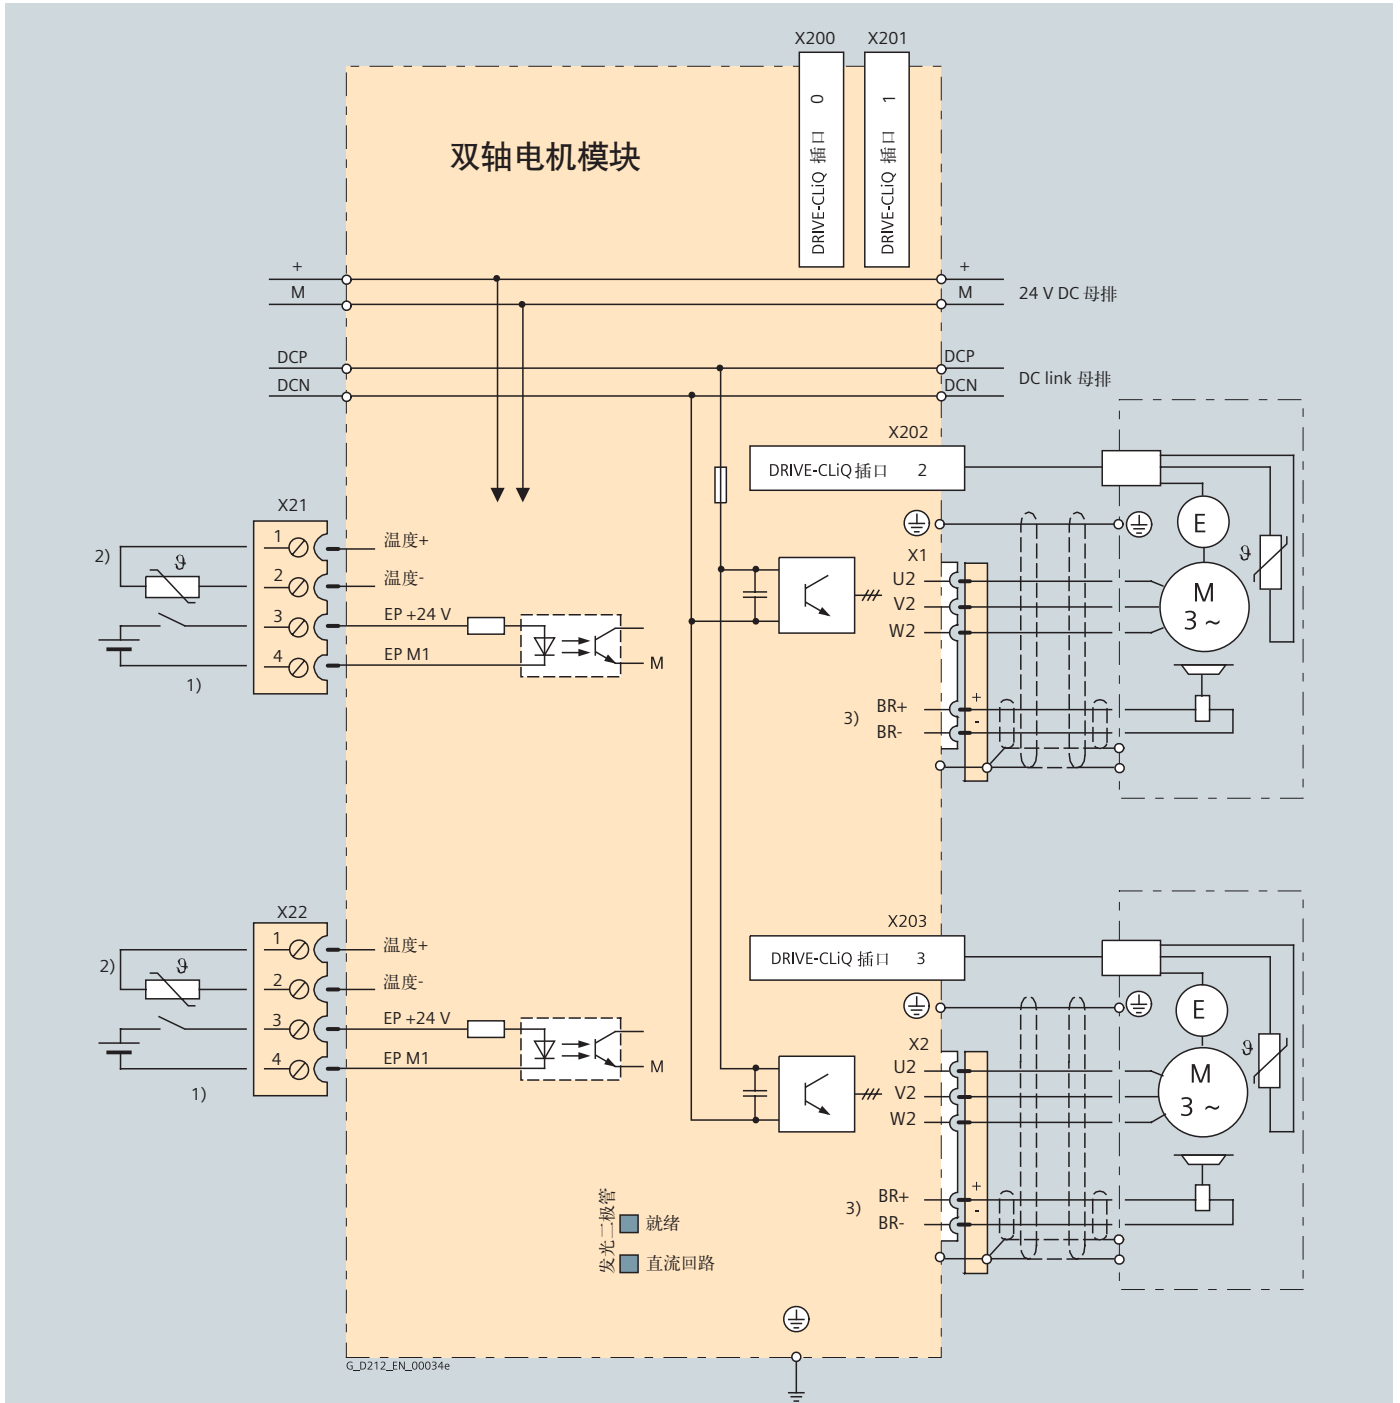 X200
X201
DRIVE-CLiQ 插口 0
DRIVE-CLiQ 插口 1
双轴电机模块
+
M
+
M
24 V DC 母排
DCP
DCN
DCP
DCN
DC link 母排
X202
DRIVE-CLiQ 插口 2
X21
1
2
3
4
2)
ϑ
1)
温度+
温度-
EP +24 V
EP M1
M
X1
U2
V2
W2
3)
BR+
BR-
+
-
E
M
3 ~
ϑ
X22
1
2
3
4
2)
ϑ
1)
温度+
温度-
EP +24 V
EP M1
M
X203
DRIVE-CLiQ 插口 3
X2
U2
V2
W2
3)
BR+
BR-
+
-
E
M
3 ~
ϑ
发光二极管
就绪
直流回路
G_D212_EN_00034e